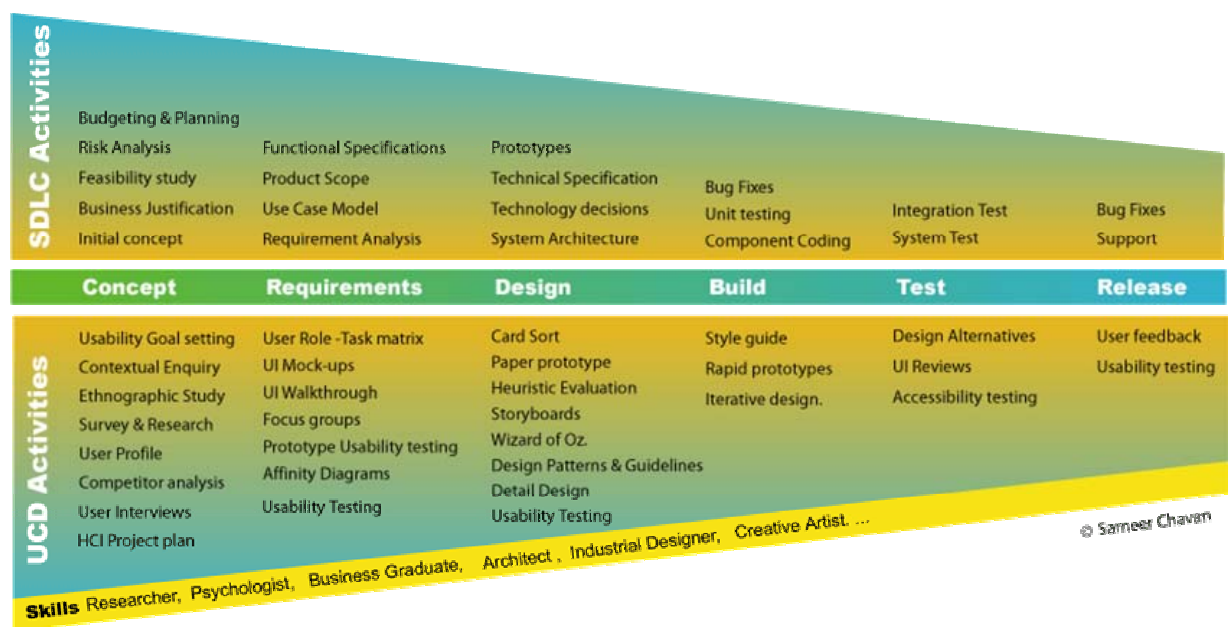 SDLC Activities
Budgeting & Planning
Risk Analysis
Feasibility study
Business Justification
Initial concept
Functional Specifications
Product Scope
Use Case Model
Requirement Analysis
Prototypes
Technical Specification
Technology decisions
System Architecture
Bug Fixes
Unit testing
Component Coding
Integration Test
System Test
Bug Fixes
Support
Concept Requirements Design Build Test Release
UCD Activities
Usability Goal setting
Contextual Enquiry
Ethnographic Study
Survey & Research
User Profile
Competitor analysis
User Interviews
HCI Project plan
User Role -Task matrix
UI Mock-ups
UI Walkthrough
Focus groups
Prototype Usability testing
Affinity Diagrams
Usability Testing
Card Sort
Paper prototype
Heuristic Evaluation
Storyboards
Wizard of Oz.
Design Patterns & Guidelines
Detail Design
Usability Testing
Style guide
Rapid prototypes
Iterative design.
Design Alternatives
UI Reviews
Accessibility testing
User feedback
Usability testing
Skills Researcher, Psychologist, Business Graduate, Architect , Industrial Designer, Creative Artist. ...
© Sameer Chavan